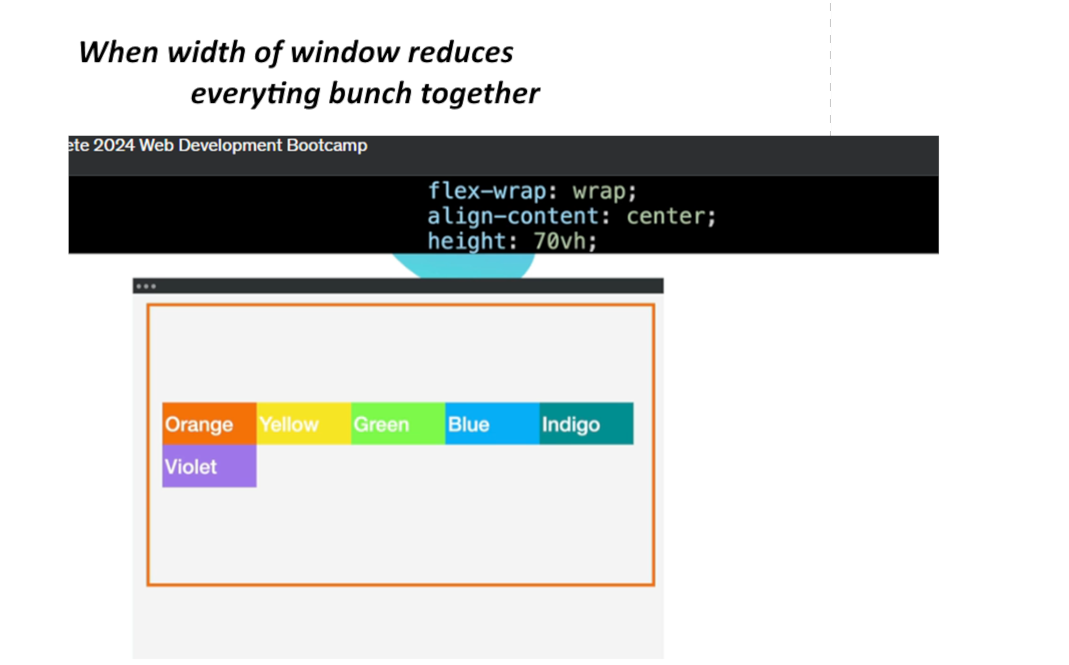 When width of window reduces
everyting bunch together
ete 2024 Web Development Bootcamp
flex-wrap: wrap;
align-content: center;
height: 70vh;
Orange Yellow Green Blue Indigo
Violet